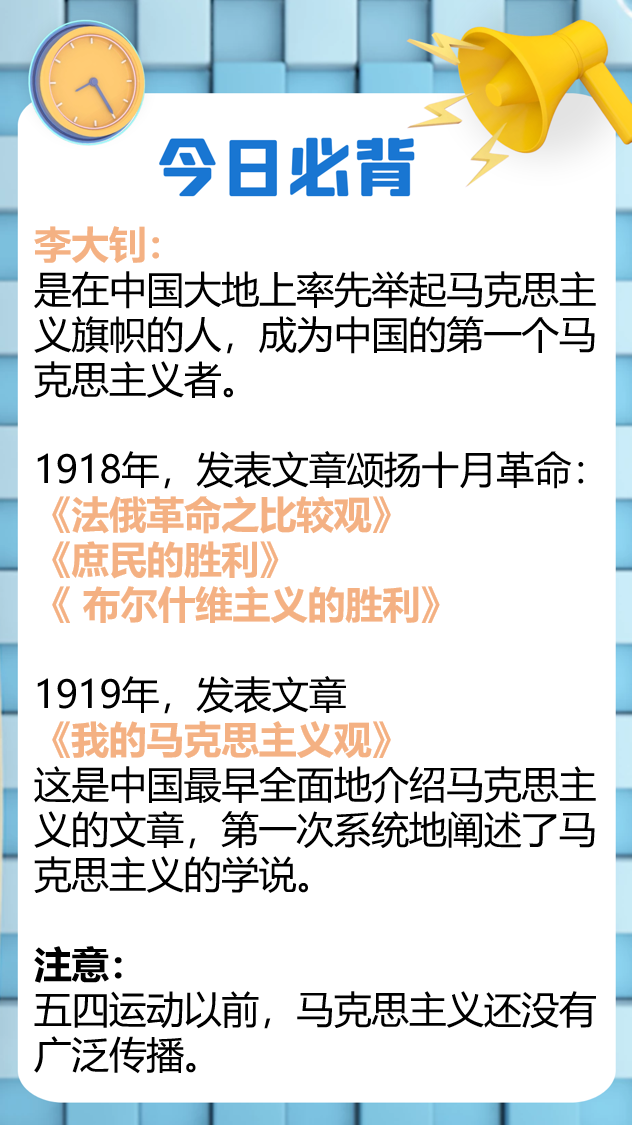 今日必背
李大钊：
是在中国大地上率先举起马克思主
义旗帜的人，成为中国的第一个马
克思主义者。
1918年，发表文章颂扬十月革命：
《法俄革命之比较观》
《庶民的胜利》
《 布尔什维主义的胜利》
1919年，发表文章
《我的马克思主义观》
这是中国最早全面地介绍马克思主
义的文章，第一次系统地阐述了马
克思主义的学说。
注意：
五四运动以前，马克思主义还没有
广泛传播。